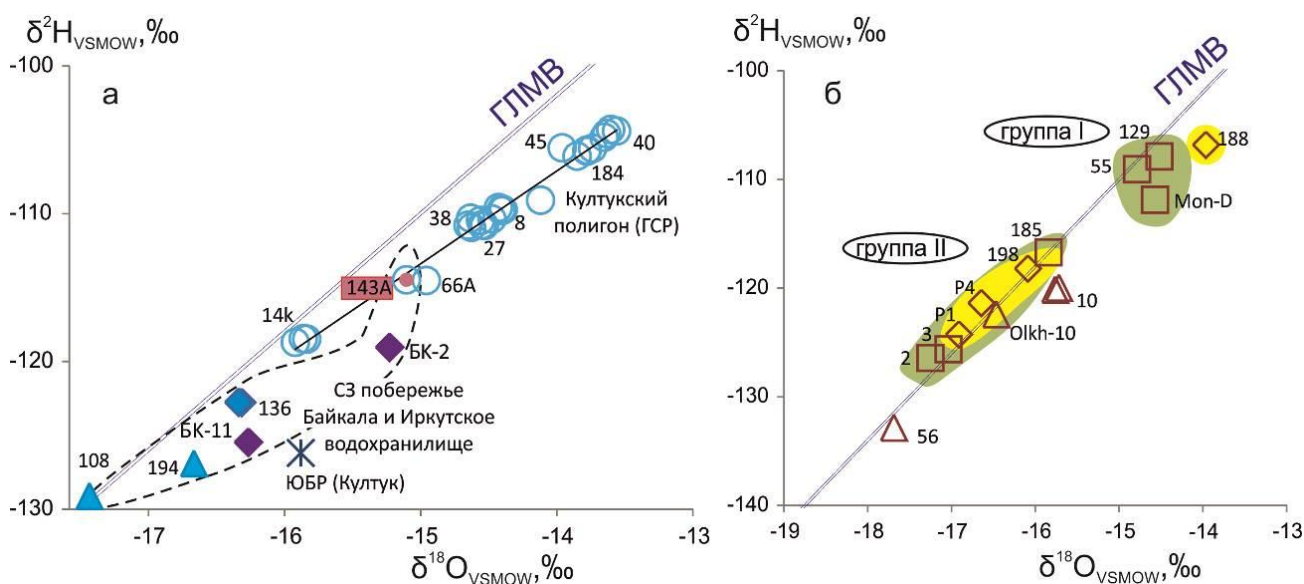 δ²H_VSMOW,‰
-100
а
ГЛМВ
45
40
184
-110
38
8
Култукский
полигон (ГСР)
27
143А
66А
14k
-120
БK-2
СЗ побережье
136
Байкала и Иркутское
БK-11
водохранилище
108
194
ЮБР (Култук)
-130
-17
-16
-15
-14
-13
δ¹⁸O_VSMOW,‰
δ²H_VSMOW,‰
-100
б
ГЛМВ
группа I
129
188
55
-110
Mon-D
группа II
185
198
-120
P4
10
P1
Olkh-10
3
2
-130
56
-140
-19
-18
-17
-16
-15
-14
-13
δ¹⁸O_VSMOW,‰